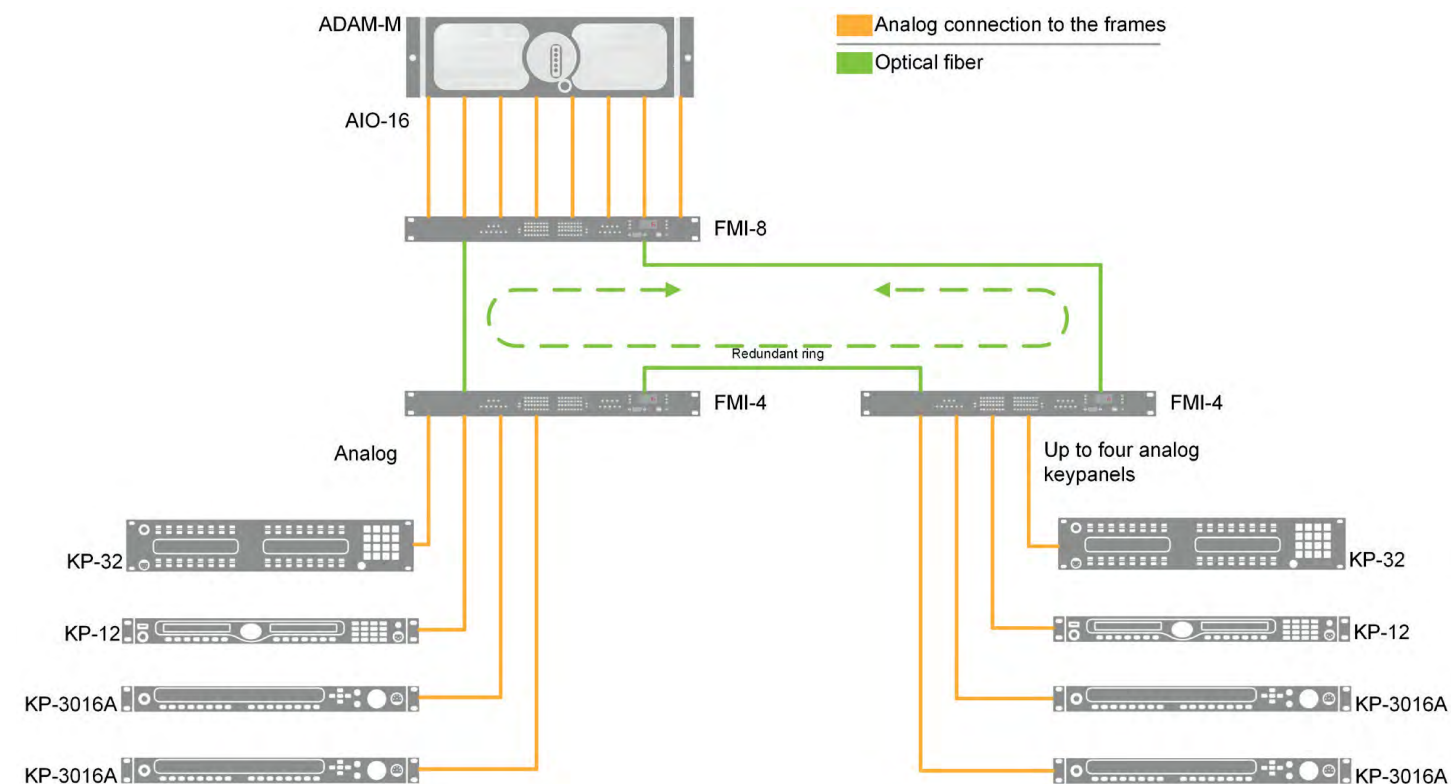 ADAM-M
Analog connection to the frames
Optical fiber
AIO-16
FMI-8
Redundant ring
FMI-4
FMI-4
Analog
Up to four analog
keypanels
KP-32
KP-32
KP-12
KP-12
KP-3016A
KP-3016A
KP-3016A
KP-3016A